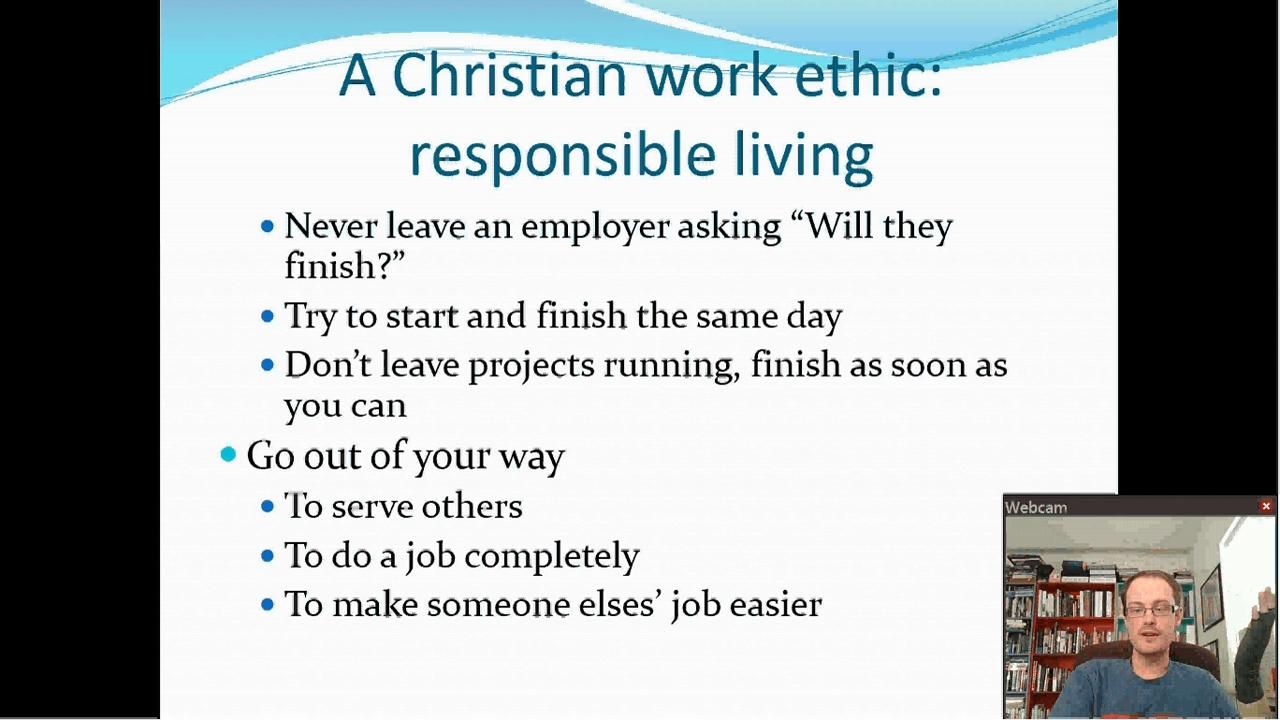 A Christian work ethic:
responsible living
• Never leave an employer asking “Will they
finish?”
• Try to start and finish the same day
• Don’t leave projects running, finish as soon as
you can
• Go out of your way
• To serve others
• To do a job completely
• To make someone elses’ job easier
Webcam